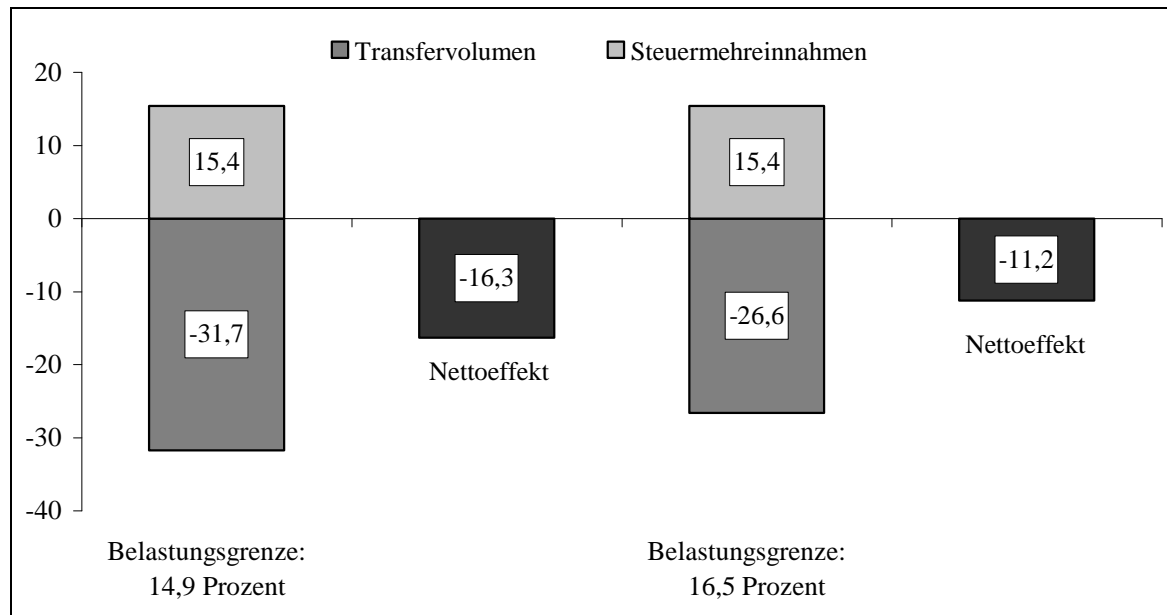 Transfervolumen Steuermehreinnahmen
20
10
0
-10
-20
-30
-40
15,4
-31,7
-16,3
Nettoeffekt
15,4
-26,6
-11,2
Nettoeffekt
Belastungsgrenze:
14,9 Prozent
Belastungsgrenze:
16,5 Prozent